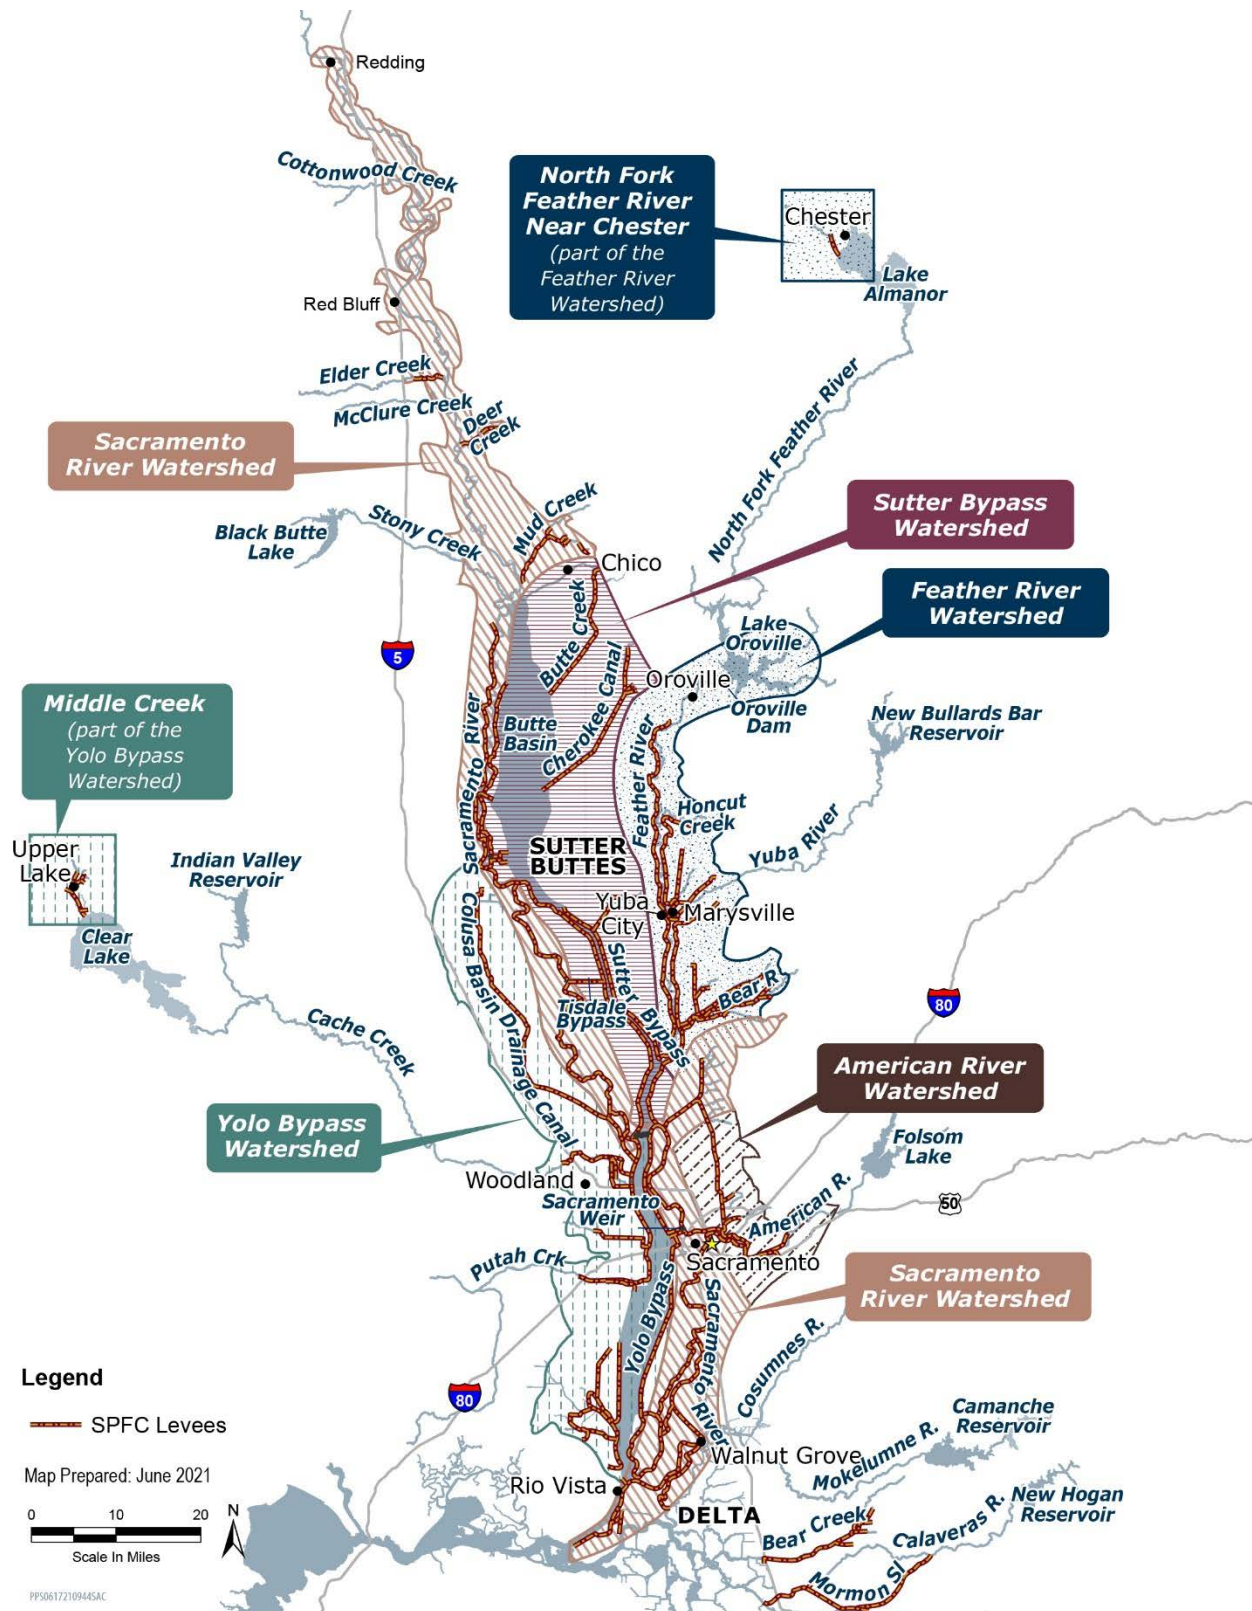 Redding
Cottonwood Creek
North Fork
Feather River
Near Chester
(part of the
Feather River
Watershed)
Chester
Lake
Almanor
Red Bluff
Elder Creek
McClure Creek
Deer
Creek
North Fork Feather River
Sacramento
River Watershed
Black Butte
Lake
Stony Creek
Mud Creek
Chico
Sutter Bypass
Watershed
Feather River
Watershed
5
Butte Creek
Lake
Oroville
Oroville
Oroville
Dam
Middle Creek
(part of the
Yolo Bypass
Watershed)
Sacramento River
Butte
Basin
Cherokee Canal
Feather River
New Bullards Bar
Reservoir
Honcut
Creek
Yuba River
SUTTER
BUTTES
Upper
Lake
Indian Valley
Reservoir
Clear
Lake
Yuba
City
Marysville
Colusa Basin Drainage Canal
Sutter Bypass
Tisdale
Bypass
Bear R.
80
Cache Creek
American River
Watershed
Yolo Bypass
Watershed
Folsom
Lake
Woodland
Sacramento
Weir
American R.
50
Putah Crk
Sacramento
Sacramento
River Watershed
Yolo Bypass
Sacramento River
Cosumnes R.
Legend
SPFC Levees
80
Camanche
Reservoir
Walnut Grove
Mokelumne R.
Map Prepared: June 2021
Rio Vista
DELTA
New Hogan
Reservoir
Bear Creek
Calaveras R.
Mormon Sl
0 10 20
N
Scale In Miles
PPS0617210944SAC